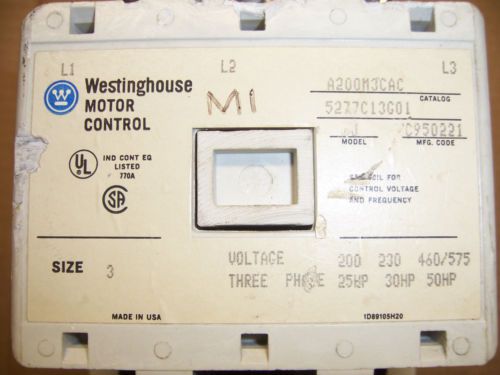 L1 L2 L3
W
Westinghouse
MOTOR
CONTROL
M1
A200M3CAC
CATALOG
5277C13G01
J C950221
MODEL MFG. CODE
UL
IND CONT EQ
LISTED
770A
SA
COIL FOR
CONTROL VOLTAGE
AND FREQUENCY
SIZE 3
VOLTAGE 200 230 460/575
THREE PHASE 25HP 30HP 50HP
MADE IN USA
ID89105H20